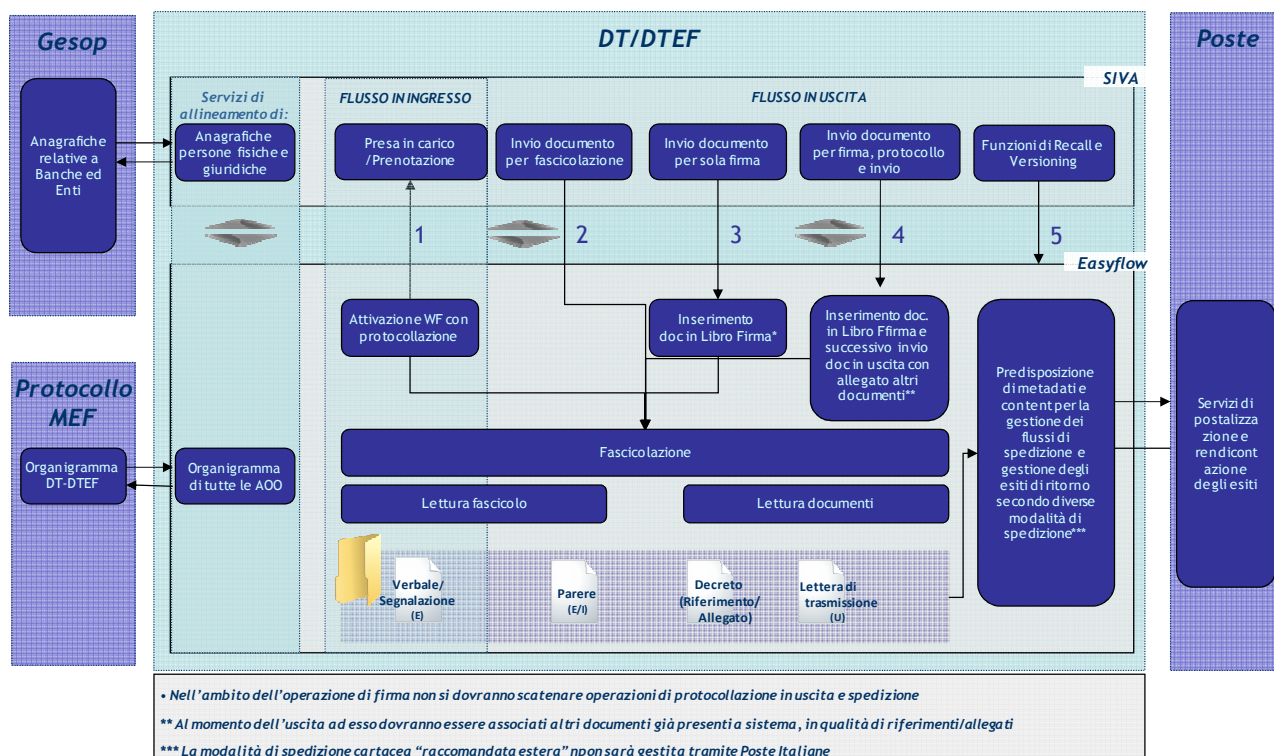 Gesop
DT/DTEF
Poste
SIVA
Servizi di
allineamento di:
FLUSSO IN INGRESSO
FLUSSO IN USCITA
Anagrafiche
relative a
Banche ed
Enti
Anagrafiche
persone fisiche e
giuridiche
Presa in carico
/Prenotazione
Invio documento
per fascicolazione
Invio documento
per sola firma
Invio documento
per firma, protocollo
e invio
Funzioni di Recall e
Versioning
1
2
3
4
5
Easyflow
Attivazione WF con
protocollazione
Inserimento
doc in Libro Firma*
Inserimento doc.
in Libro Ffirma e
successivo invio
doc in uscita con
allegato altri
documenti**
Predisposizione
di metadati e
content per la
gestione dei
flussi di
spedizione e
gestione degli
esiti di ritorno
secondo diverse
modalità di
spedizione***
Servizi di
postalizza
zione e
rendicont
azione
degli esiti
Protocollo
MEF
Organigramma
DT-DTEF
Organigramma
di tutte le AOO
Fascicolazione
Lettura fascicolo
Lettura documenti
Verbale/
Segnalazione
(E)
Parere
(E/I)
Decreto
(Riferimento/
Allegato)
Lettera di
trasmissione
(U)
• Nell'ambito dell'operazione di firma non si dovranno scatenare operazioni di protocollazione in uscita e spedizione
** Al momento dell'uscita ad esso dovranno essere associati altri documenti già presenti a sistema, in qualità di riferimenti/allegati
*** La modalità di spedizione cartacea “raccomandata estera” nponsarà gestita tramite Poste Italiane